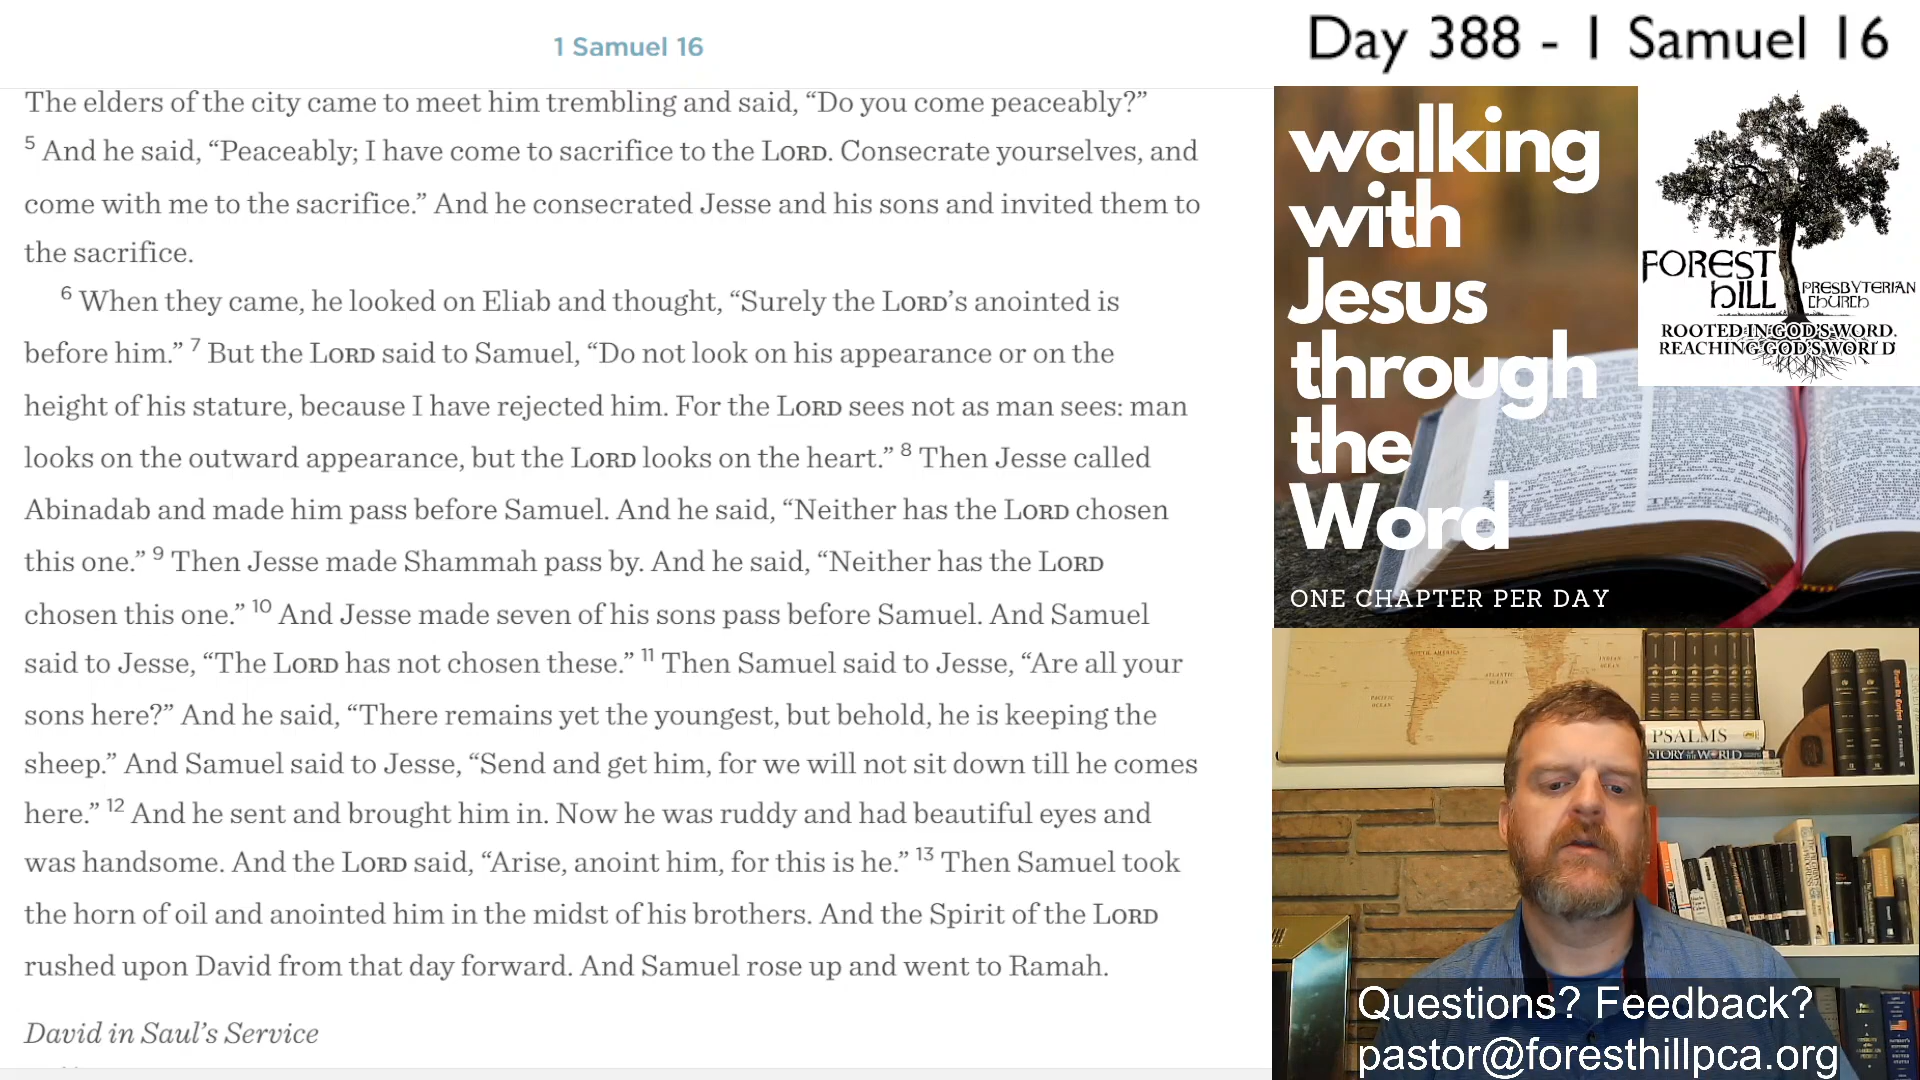 1 Samuel 16
The elders of the city came to meet him trembling and said, “Do you come peaceably?”
5 And he said, “Peaceably; I have come to sacrifice to the LORD. Consecrate yourselves, and
come with me to the sacrifice.” And he consecrated Jesse and his sons and invited them to
the sacrifice.
6 When they came, he looked on Eliab and thought, “Surely the LORD’s anointed is
before him.” 7 But the LORD said to Samuel, “Do not look on his appearance or on the
height of his stature, because I have rejected him. For the LORD sees not as man sees: man
looks on the outward appearance, but the LORD looks on the heart.” 8 Then Jesse called
Abinadab and made him pass before Samuel. And he said, “Neither has the LORD chosen
this one.” 9 Then Jesse made Shammah pass by. And he said, “Neither has the LORD
chosen this one.” 10 And Jesse made seven of his sons pass before Samuel. And Samuel
said to Jesse, “The LORD has not chosen these.” 11 Then Samuel said to Jesse, “Are all your
sons here?” And he said, “There remains yet the youngest, but behold, he is keeping the
sheep.” And Samuel said to Jesse, “Send and get him, for we will not sit down till he comes
here.” 12 And he sent and brought him in. Now he was ruddy and had beautiful eyes and
was handsome. And the LORD said, “Arise, anoint him, for this is he.” 13 Then Samuel took
the horn of oil and anointed him in the midst of his brothers. And the Spirit of the LORD
rushed upon David from that day forward. And Samuel rose up and went to Ramah.
David in Saul’s Service
Day 388 - 1 Samuel 16
walking
with
Jesus
through
the
Word
ONE CHAPTER PER DAY
FOREST
HILL
PRESBYTERIAN
CHURCH
ROOTED IN GOD'S WORD.
REACHING GOD'S WORLD
SOUTH AMERICA
PACIFIC
OCEAN
ATLANTIC
OCEAN
INDIAN
OCEAN
PSALMS
STORY OF THE WORLD
Questions? Feedback?
pastor@foresthillpca.org